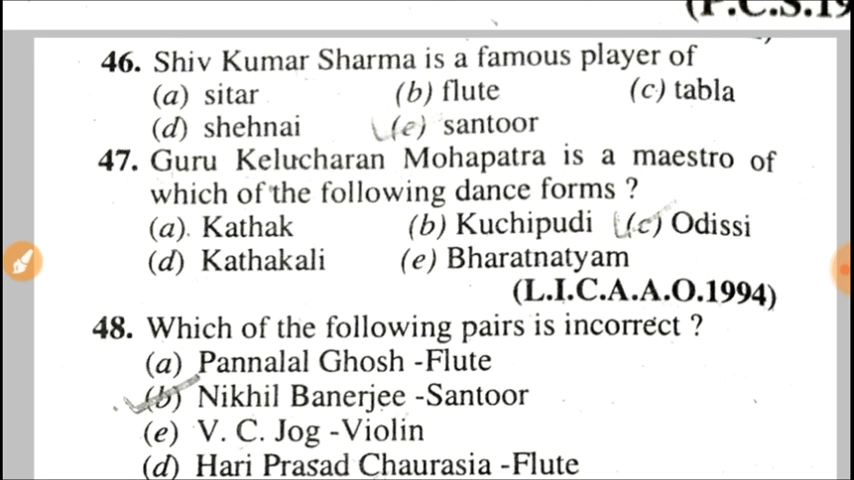 (P.C.S.19
46. Shiv Kumar Sharma is a famous player of
(a) sitar (b) flute (c) tabla
(d) shehnai (e) santoor
47. Guru Kelucharan Mohapatra is a maestro of
which of the following dance forms ?
(a). Kathak (b) Kuchipudi (c) Odissi
(d) Kathakali (e) Bharatnatyam
(L.I.C.A.A.O.1994)
48. Which of the following pairs is incorrect ?
(a) Pannalal Ghosh -Flute
(b) Nikhil Banerjee -Santoor
(e) V. C. Jog -Violin
(d) Hari Prasad Chaurasia -Flute